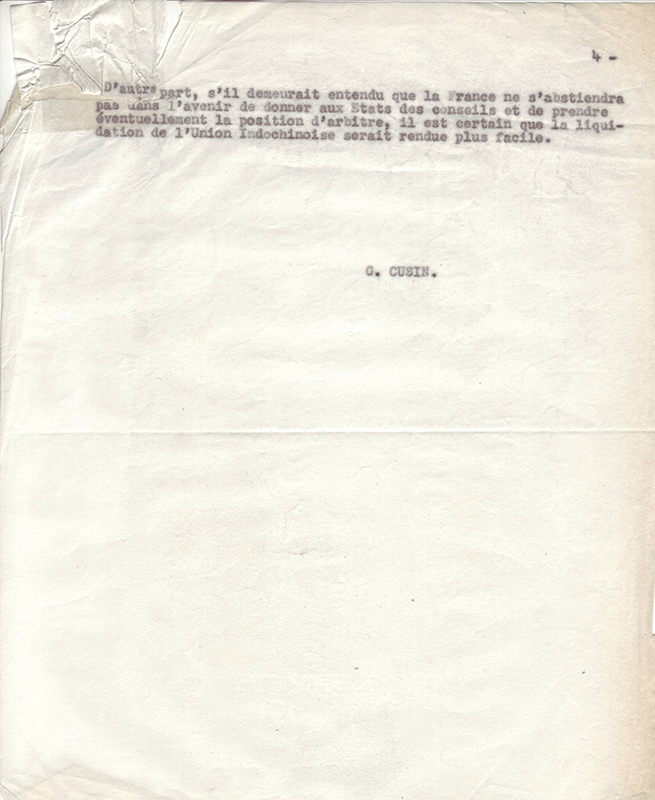 4 -
D'autre part, s'il demeurait entendu que la France ne s'abstiendra
pas dans l'avenir de donner aux Etats des conseils et de prendre
éventuellement la position d'arbitre, il est certain que la liqui-
dation de l'Union Indochinoise serait rendue plus facile.
G. CUSIN.